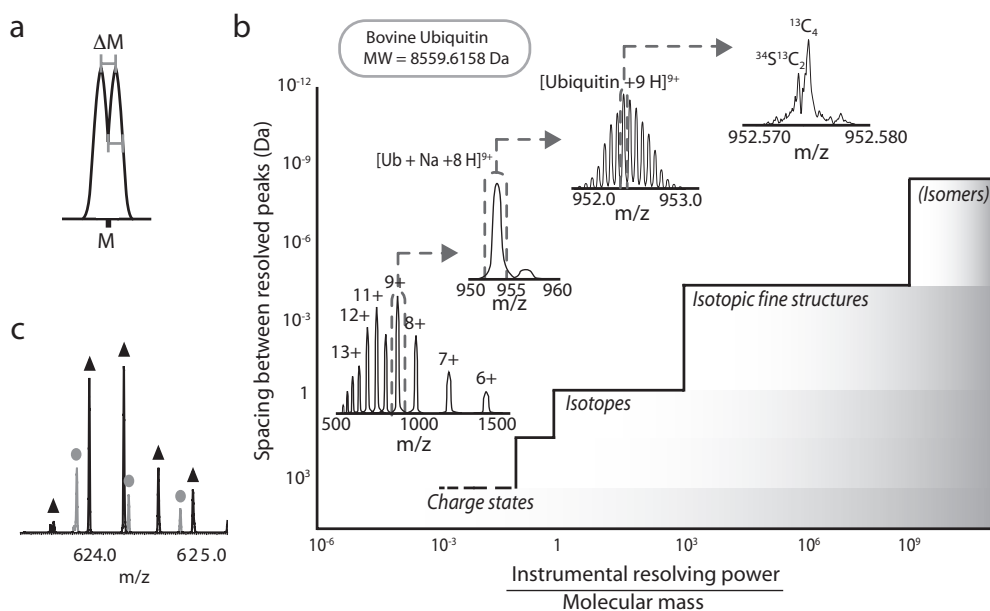 a
ΔM
M
b
Bovine Ubiquitin
MW = 8559.6158 Da
Spacing between resolved peaks (Da)
10⁻¹²
10⁻⁹
10⁻⁶
10⁻³
1
10³
10⁻⁶
10⁻³
1
10³
10⁶
10⁹
Instrumental resolving power
Molecular mass
13+
12+
11+
9+
8+
7+
6+
500
1000
1500
m/z
[Ub + Na +8 H]⁹⁺
950
955
960
m/z
[Ubiquitin +9 H]⁹⁺
952.0
953.0
m/z
³⁴S¹³C₂
¹³C₄
952.570
952.580
m/z
Charge states
Isotopes
Isotopic fine structures
(Isomers)
c
624.0
625.0
m/z